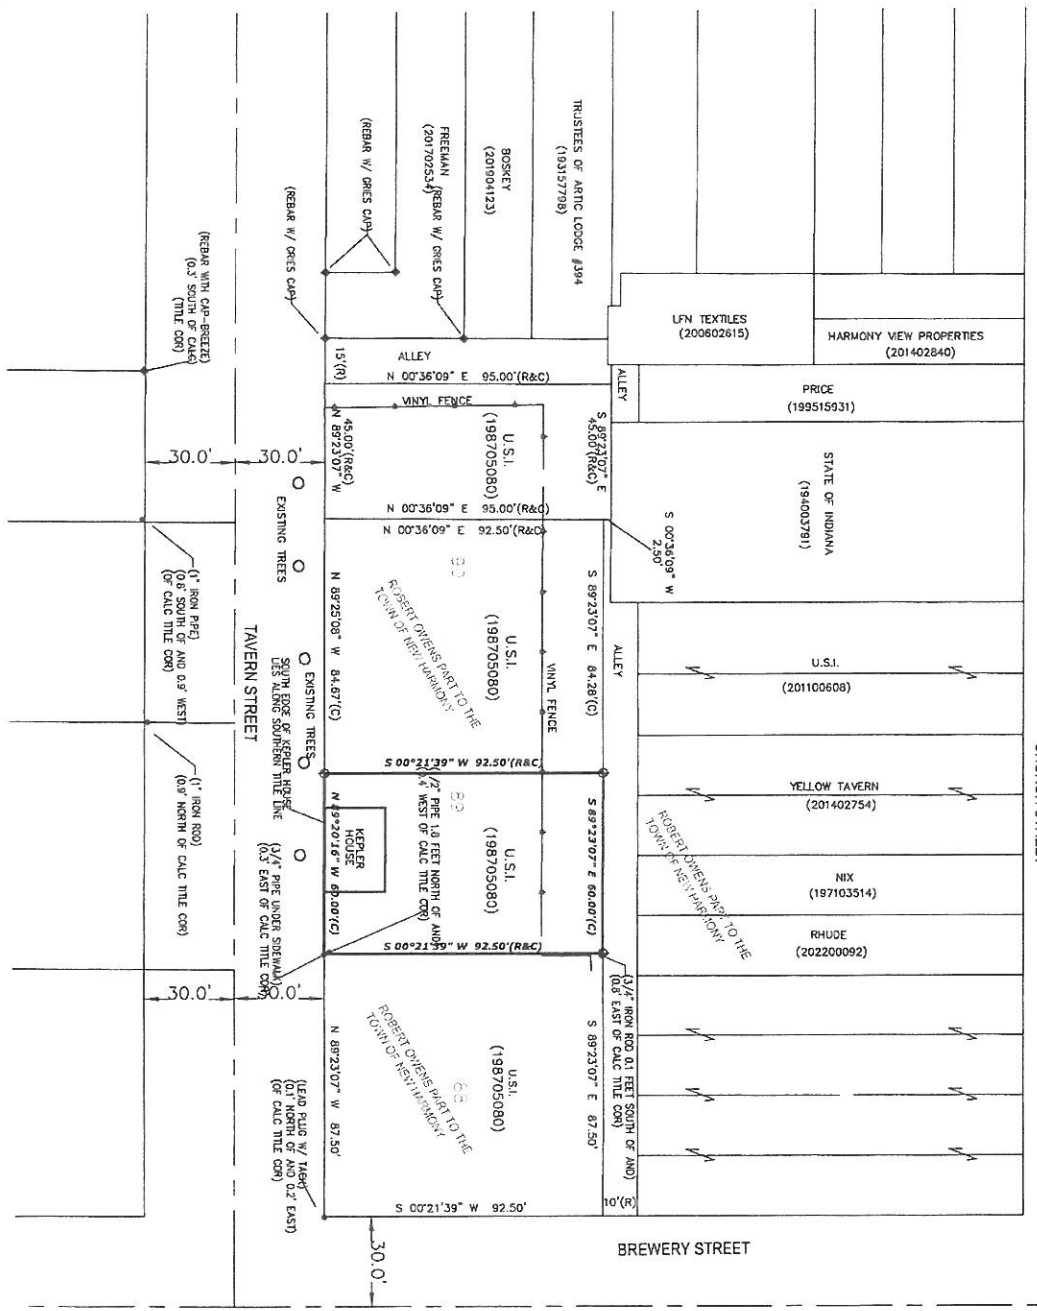 TRUSTEES OF ARTIC LODGE #394
(193157798)
BOSKEY
(201904123)
FREEMAN
(201702534)
(REBAR W/ GRIES CAP)
(REBAR W/ GRIES CAP)
(REBAR W/ GRIES CAP)
(REBAR WITH CAP-BREEZE)
(0.3' SOUTH OF CALC)
(TITLE COR)
LFN TEXTILES
(200602615)
HARMONY VIEW PROPERTIES
(201402840)
ALLEY
15'(R)
N 00°36'09" E 95.00'(R&C)
ALLEY
PRICE
(199515931)
VINYL FENCE
45.00'(R&C)
N 89°23'07" W
U.S.I.
(198705080)
S 89°23'07" E
45.00'(R&C)
STATE OF INDIANA
(194003791)
30.0'
30.0'
EXISTING TREES
N 00°36'09" E 95.00'(R&C)
N 00°36'09" E 92.50'(R&C)
S 00°36'09" W
2.50'
(1" IRON PIPE)
(0.8' SOUTH OF AND 0.9' WEST)
(OF CALC TITLE COR)
N 89°25'08" W 84.67'(C)
90
ROBERT OWENS PART TO THE
TOWN OF NEW HARMONY
U.S.I.
(198705080)
S 89°23'07" E 84.28'(C)
ALLEY
VINYL FENCE
U.S.I.
(201100608)
TAVERN STREET
EXISTING TREES
SOUTH EDGE OF KEPLER HOUSE
LIES ALONG SOUTHERN TITLE LINE
(1" IRON ROD)
(0.9' NORTH OF CALC TITLE COR)
S 00°21'39" W 92.50'(R&C)
N 89°20'16" W 60.00'(C)
KEPLER
HOUSE
(1/2" PIPE 1.8 FEET NORTH OF AND)
(0.4' WEST OF CALC TITLE COR)
89
U.S.I.
(198705080)
S 89°23'07" E 60.00'(C)
YELLOW TAVERN
(201402754)
ROBERT OWENS PART TO THE
TOWN OF NEW HARMONY
NIX
(197103514)
RHUDE
(202200092)
(3/4" PIPE UNDER SIDEWALK)
(0.3' EAST OF CALC TITLE COR)
S 00°21'39" W 92.50'(R&C)
(3/4" IRON ROD 0.1 FEET SOUTH OF AND)
(0.8' EAST OF CALC TITLE COR)
30.0'
30.0'
N 89°23'07" W 87.50'
ROBERT OWENS PART TO THE
TOWN OF NEW HARMONY
88
U.S.I.
(198705080)
S 89°23'07" E 87.50'
(LEAD PLUG W/ TACK)
(0.1' NORTH OF AND 0.2' EAST)
(OF CALC TITLE COR)
S 00°21'39" W 92.50'
10'(R)
30.0'
BREWERY STREET